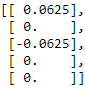 [[ 0.0625],
[ 0.    ],
[-0.0625],
[ 0.    ],
[ 0.    ]]